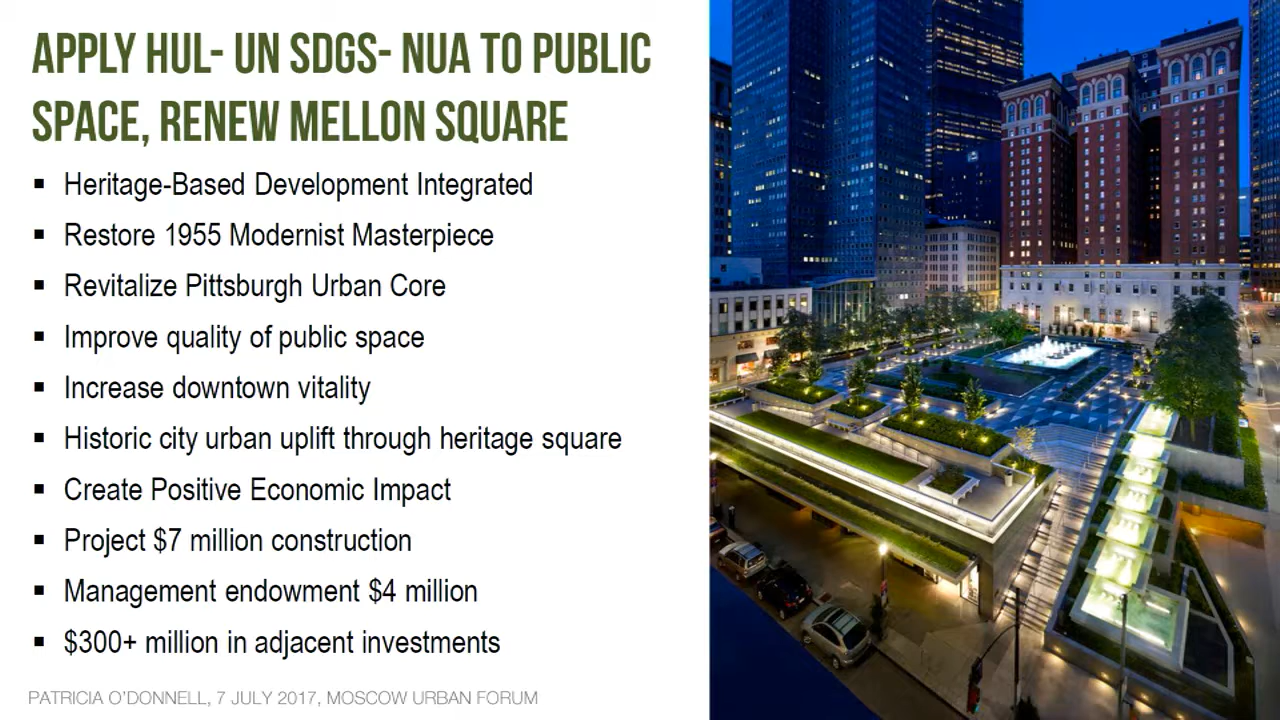 APPLY HUL- UN SDGS- NUA TO PUBLIC
SPACE, RENEW MELLON SQUARE
▪ Heritage-Based Development Integrated
▪ Restore 1955 Modernist Masterpiece
▪ Revitalize Pittsburgh Urban Core
▪ Improve quality of public space
▪ Increase downtown vitality
▪ Historic city urban uplift through heritage square
▪ Create Positive Economic Impact
▪ Project $7 million construction
▪ Management endowment $4 million
▪ $300+ million in adjacent investments
PATRICIA O'DONNELL, 7 JULY 2017, MOSCOW URBAN FORUM